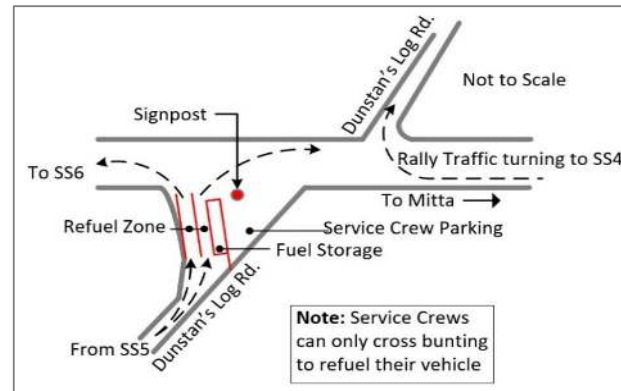 Dunstan's Log Rd.
Not to Scale
Signpost
To SS6
Rally Traffic turning to SS4
To Mitta
Refuel Zone
Service Crew Parking
Fuel Storage
Dunstan's Log Rd.
From SS5
Note: Service Crews
can only cross bunting
to refuel their vehicle